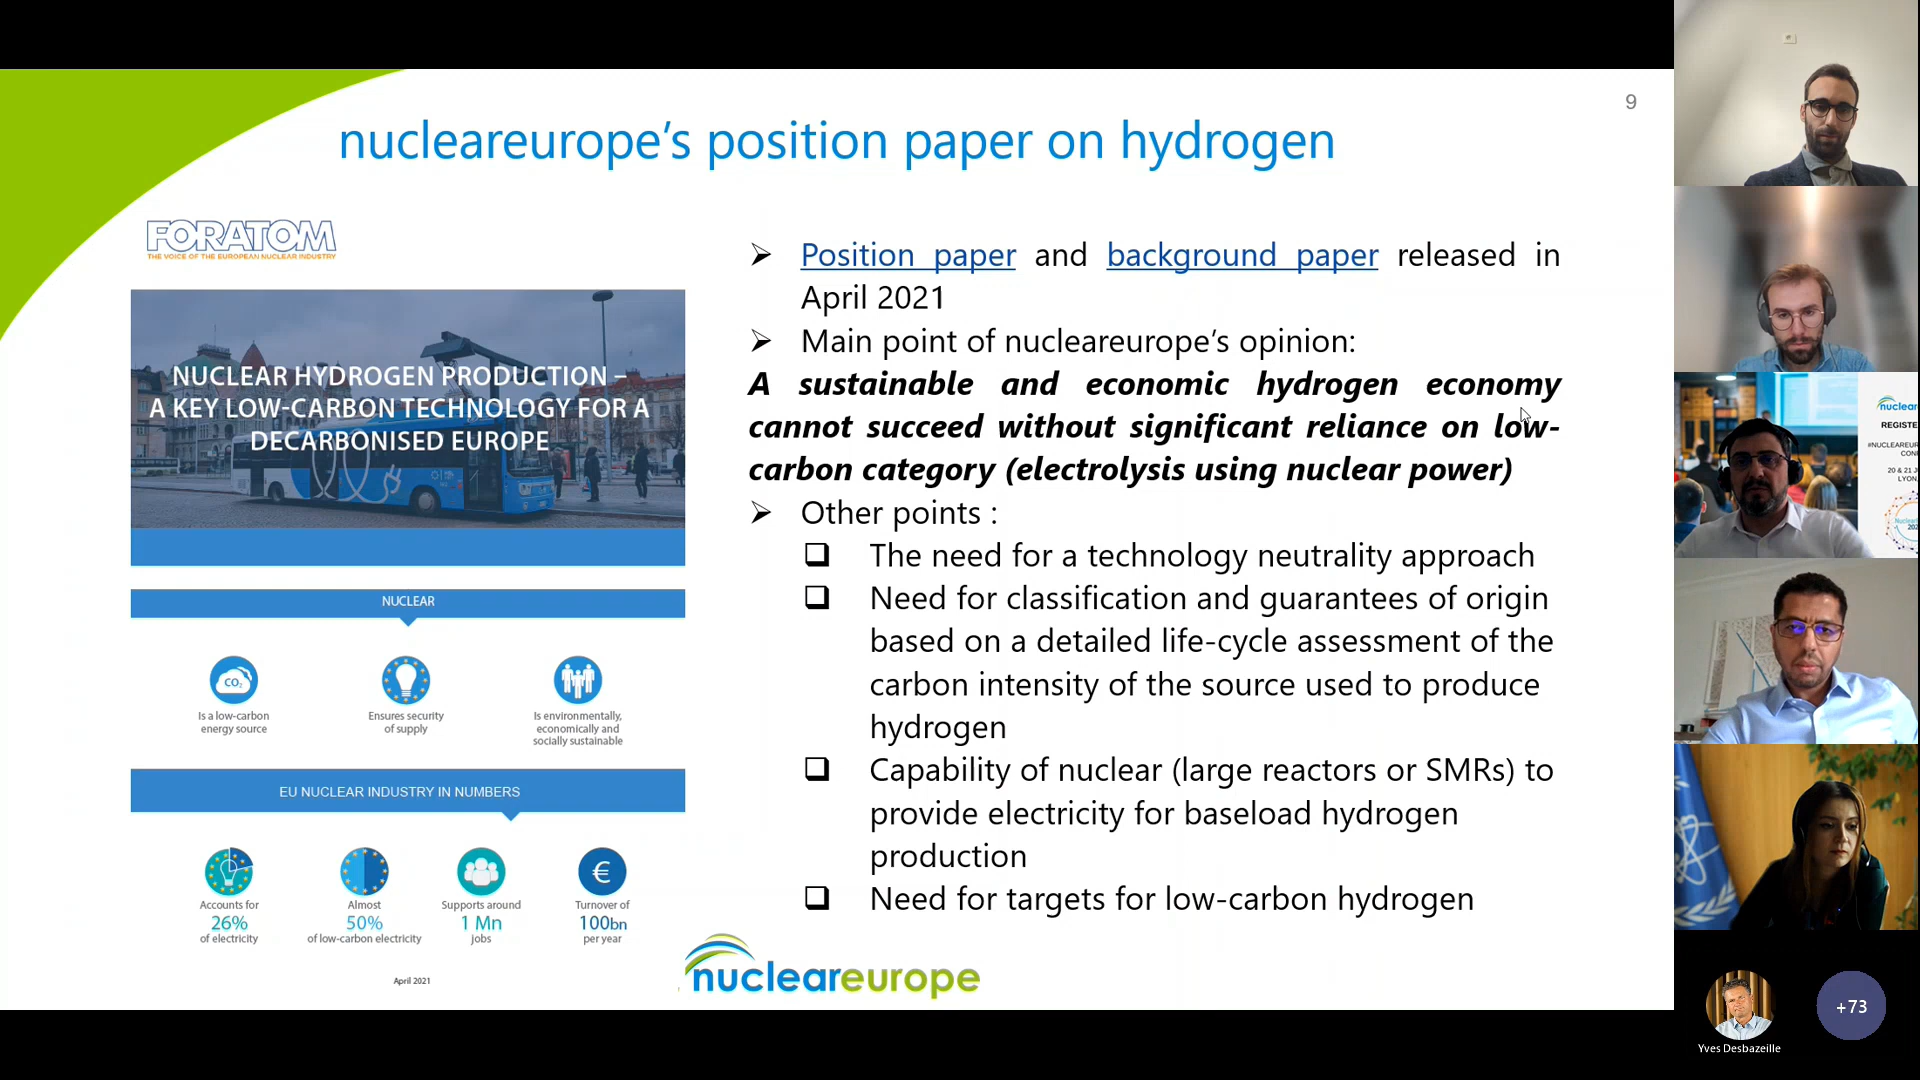 9
nucleareurope’s position paper on hydrogen
FORATOM
THE VOICE OF THE EUROPEAN NUCLEAR INDUSTRY
NUCLEAR HYDROGEN PRODUCTION –
A KEY LOW-CARBON TECHNOLOGY FOR A
DECARBONISED EUROPE
NUCLEAR
CO₂
Is a low-carbon
energy source
Ensures security
of supply
Is environmentally,
economically and
socially sustainable
EU NUCLEAR INDUSTRY IN NUMBERS
€
Accounts for
26%
of electricity
Almost
50%
of low-carbon electricity
Supports around
1 Mn
jobs
Turnover of
100bn
per year
April 2021
Position paper and background paper released in
April 2021
Main point of nucleareurope’s opinion:
A sustainable and economic hydrogen economy
cannot succeed without significant reliance on low-
carbon category (electrolysis using nuclear power)
Other points :
The need for a technology neutrality approach
Need for classification and guarantees of origin
based on a detailed life-cycle assessment of the
carbon intensity of the source used to produce
hydrogen
Capability of nuclear (large reactors or SMRs) to
provide electricity for baseload hydrogen
production
Need for targets for low-carbon hydrogen
nucleareurope
nuclear
REGISTE
#NUCLEAREUR
CON
20 & 21 J
LYON,
202
Yves Desbazeille
+73